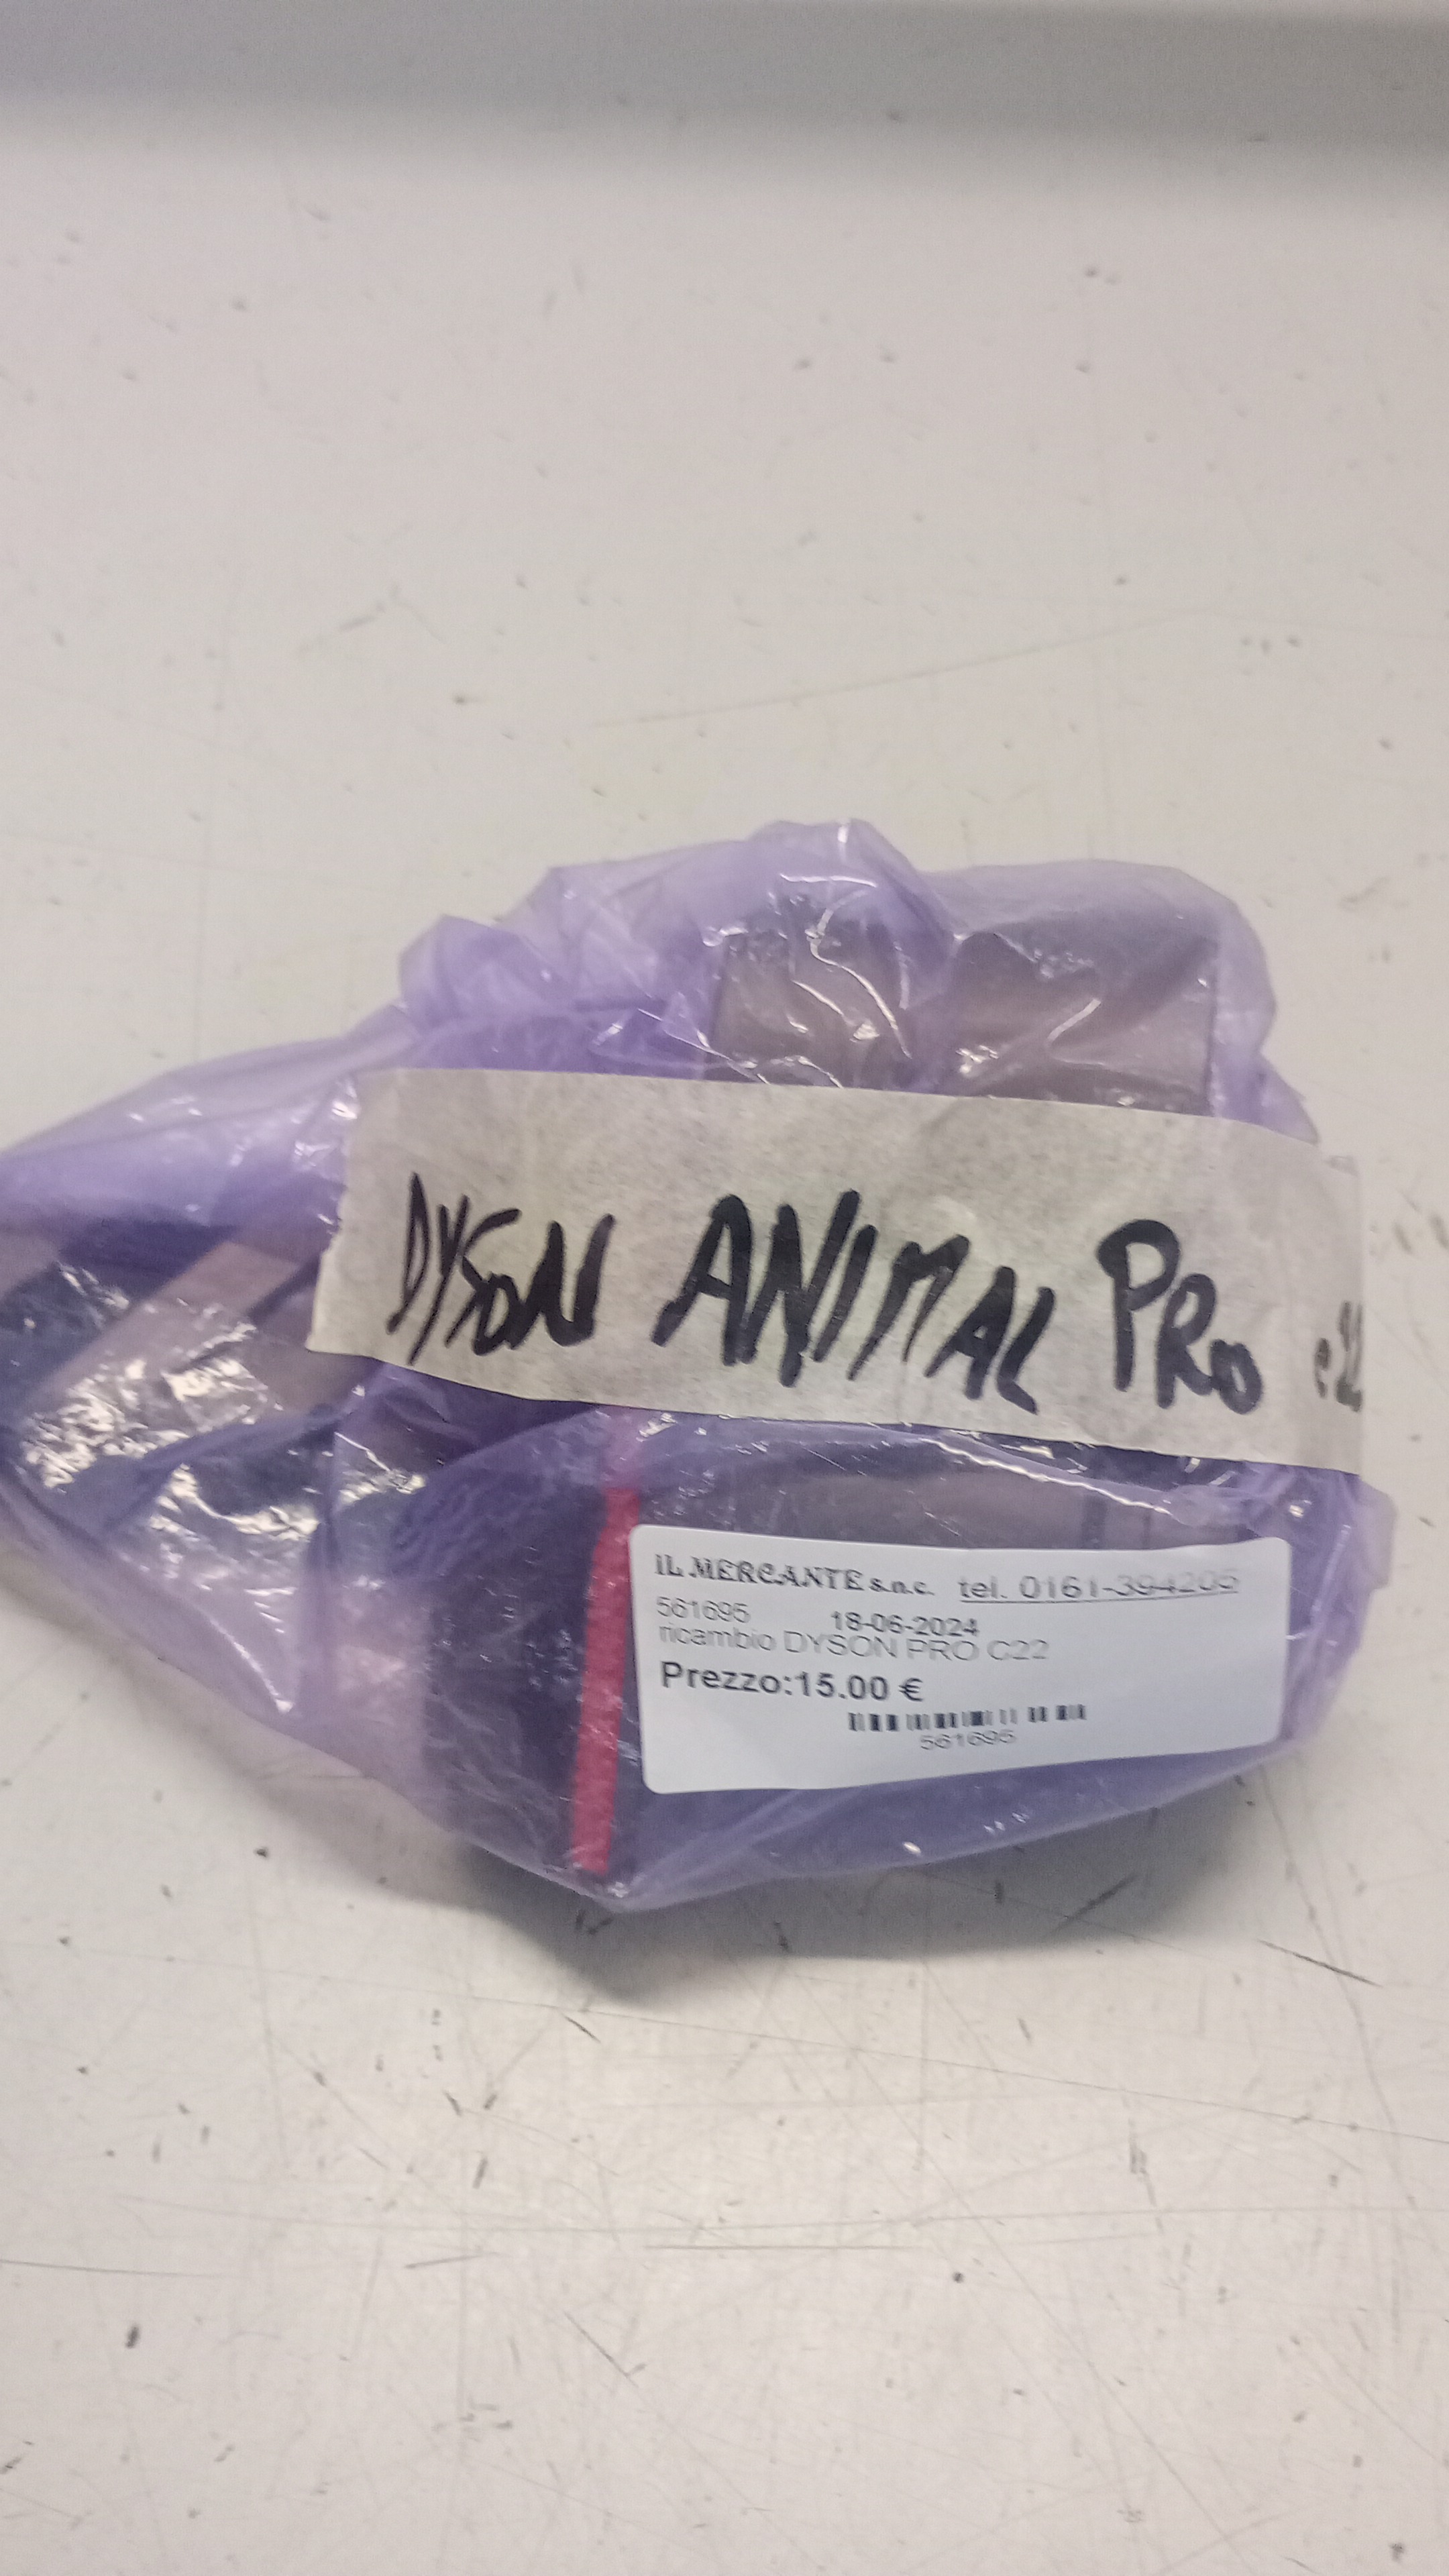 DYSON ANIMAL PRO
IL MERCANTE s.n.c. tel. 0161-394205
561695 18-06-2024
ricambio DYSON PRO C22
Prezzo:15.00 €
561695